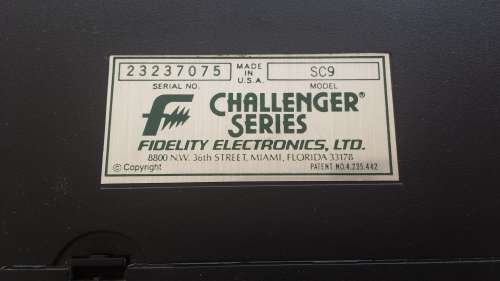 23237075 MADE IN U.S.A. SC9
SERIAL NO. MODEL
CHALLENGER®
SERIES
FIDELITY ELECTRONICS, LTD.
8800 N.W. 36th STREET, MIAMI, FLORIDA 33178
© Copyright PATENT NO. 4,235,442